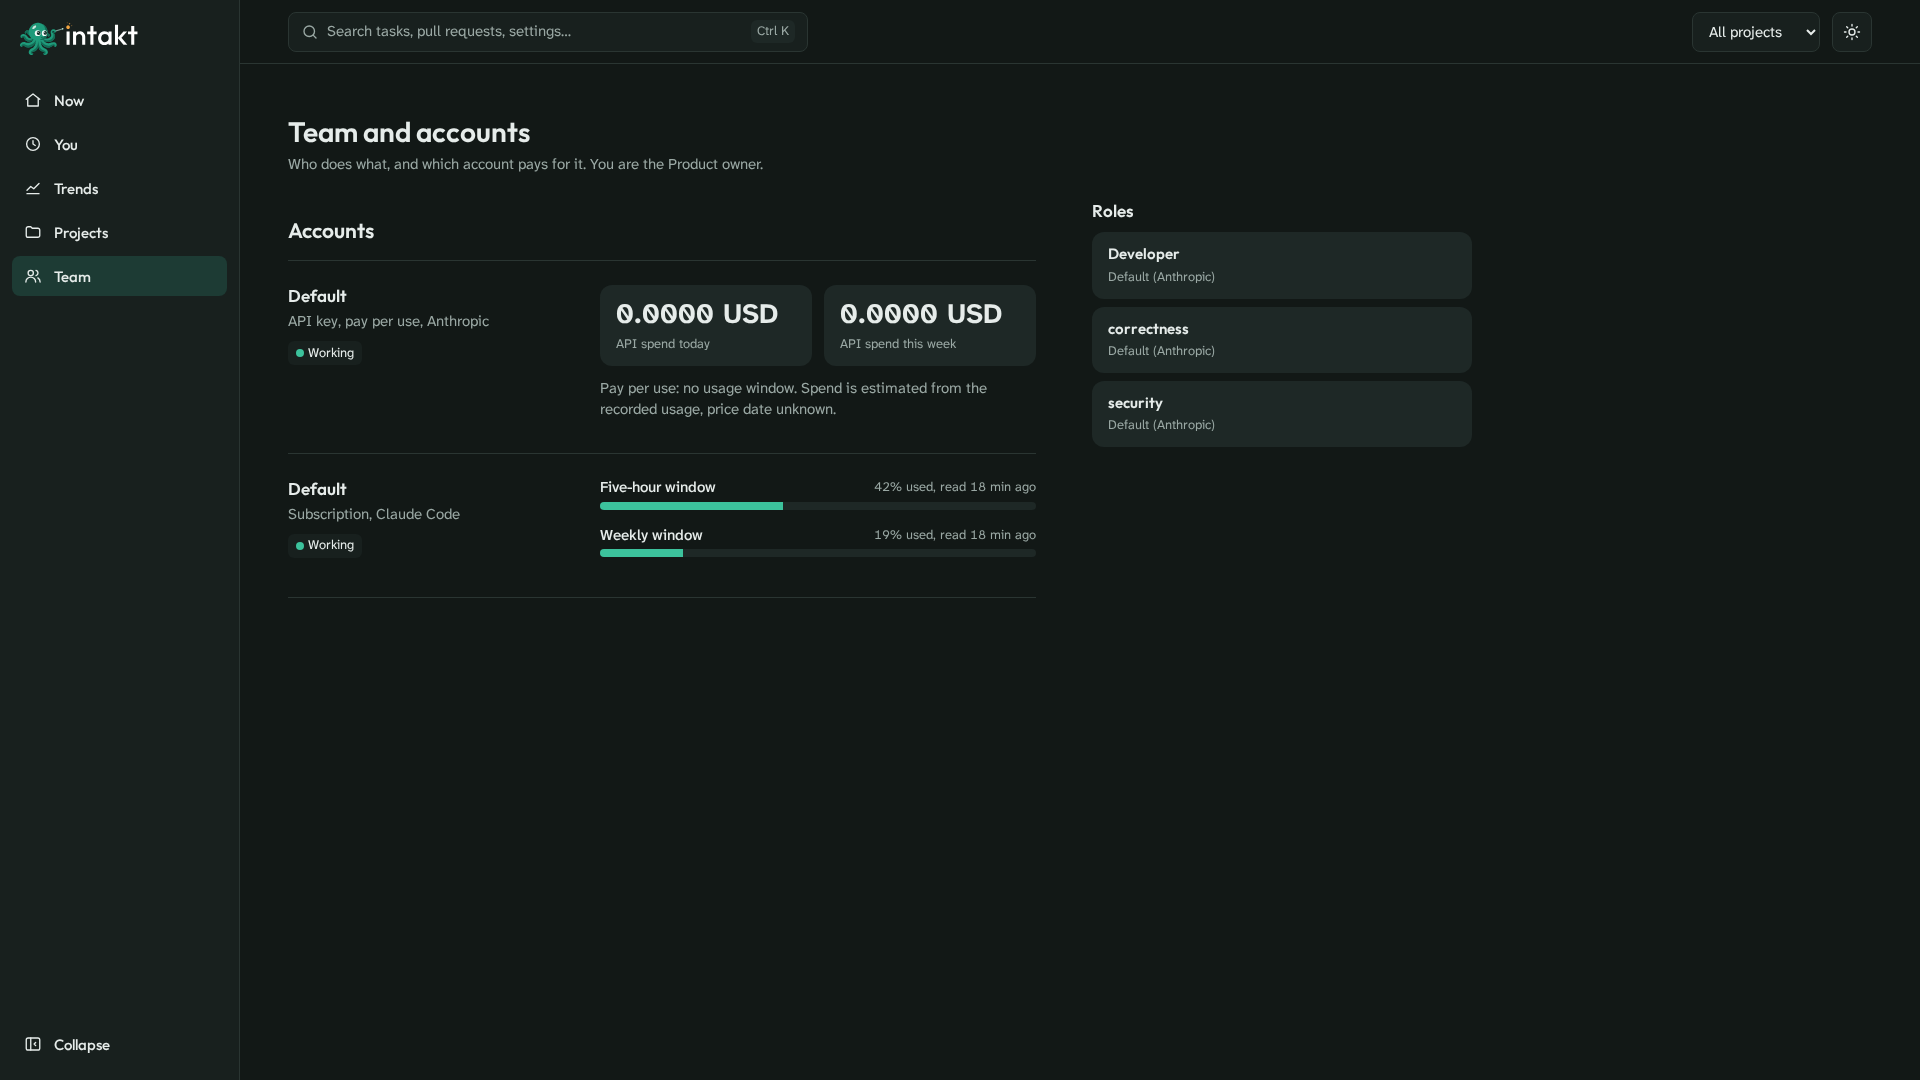 intakt
Search tasks, pull requests, settings...
Ctrl K
All projects
Now
You
Trends
Projects
Team
Collapse
Team and accounts
Who does what, and which account pays for it. You are the Product owner.
Accounts
Default
API key, pay per use, Anthropic
Working
0.0000 USD
API spend today
0.0000 USD
API spend this week
Pay per use: no usage window. Spend is estimated from the
recorded usage, price date unknown.
Default
Subscription, Claude Code
Working
Five-hour window
42% used, read 18 min ago
Weekly window
19% used, read 18 min ago
Roles
Developer
Default (Anthropic)
correctness
Default (Anthropic)
security
Default (Anthropic)